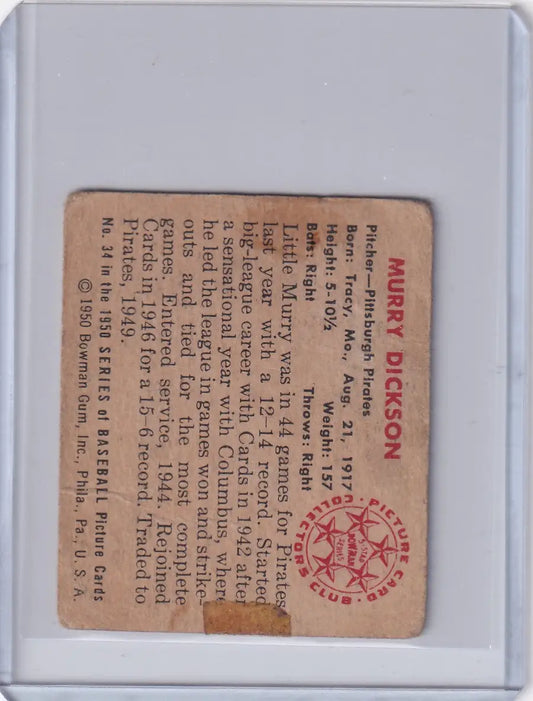 MURRY DICKSON
Pitcher—Pittsburgh Pirates
Born: Tracy, Mo., Aug. 21, 1917
Height: 5-10½ Weight: 157
Bats: Right Throws: Right
Little Murry was in 44 games for Pirates
last year with a 12–14 record. Started
big-league career with Cards in 1942 after
a sensational year with Columbus, where
he led the league in games won and strike-
outs and tied for the most complete
games. Entered service, 1944. Rejoined
Cards in 1946 for a 15–6 record. Traded to
Pirates, 1949.
No. 34 in the 1950 SERIES of BASEBALL Picture Cards
© 1950 Bowman Gum, Inc., Phila., Pa., U. S. A.
PICTURE CARD
COLLECTORS CLUB
5-STAR
BOWMAN